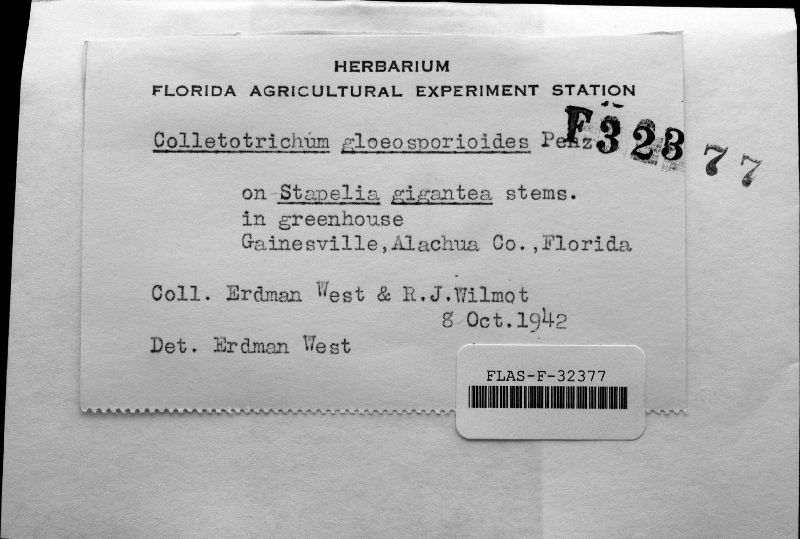 HERBARIUM
FLORIDA AGRICULTURAL EXPERIMENT STATION
Colletotrichum gloeosporioides Penz
F32377
on Stapelia gigantea stems.
in greenhouse
Gainesville, Alachua Co., Florida
Coll. Erdman West & R.J.Wilmot
8 Oct.1942
Det. Erdman West
FLAS-F-32377